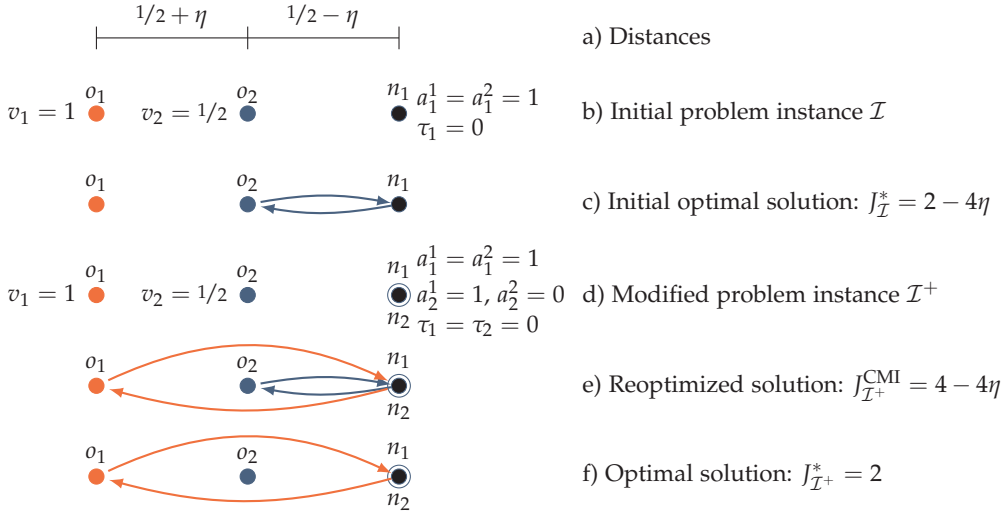 1/2 + η 1/2 − η
a) Distances
v₁ = 1 o₁ v₂ = 1/2 o₂ n₁ a₁¹ = a₁² = 1
τ₁ = 0
b) Initial problem instance ℐ
o₁ o₂ n₁
c) Initial optimal solution: J*_ℐ = 2 − 4η
v₁ = 1 o₁ v₂ = 1/2 o₂ n₁ a₁¹ = a₁² = 1
a₂¹ = 1, a₂² = 0
n₂ τ₁ = τ₂ = 0
d) Modified problem instance ℐ⁺
o₁ o₂ n₁
n₂
e) Reoptimized solution: J^CMI_ℐ⁺ = 4 − 4η
o₁ o₂ n₁
n₂
f) Optimal solution: J*_ℐ⁺ = 2